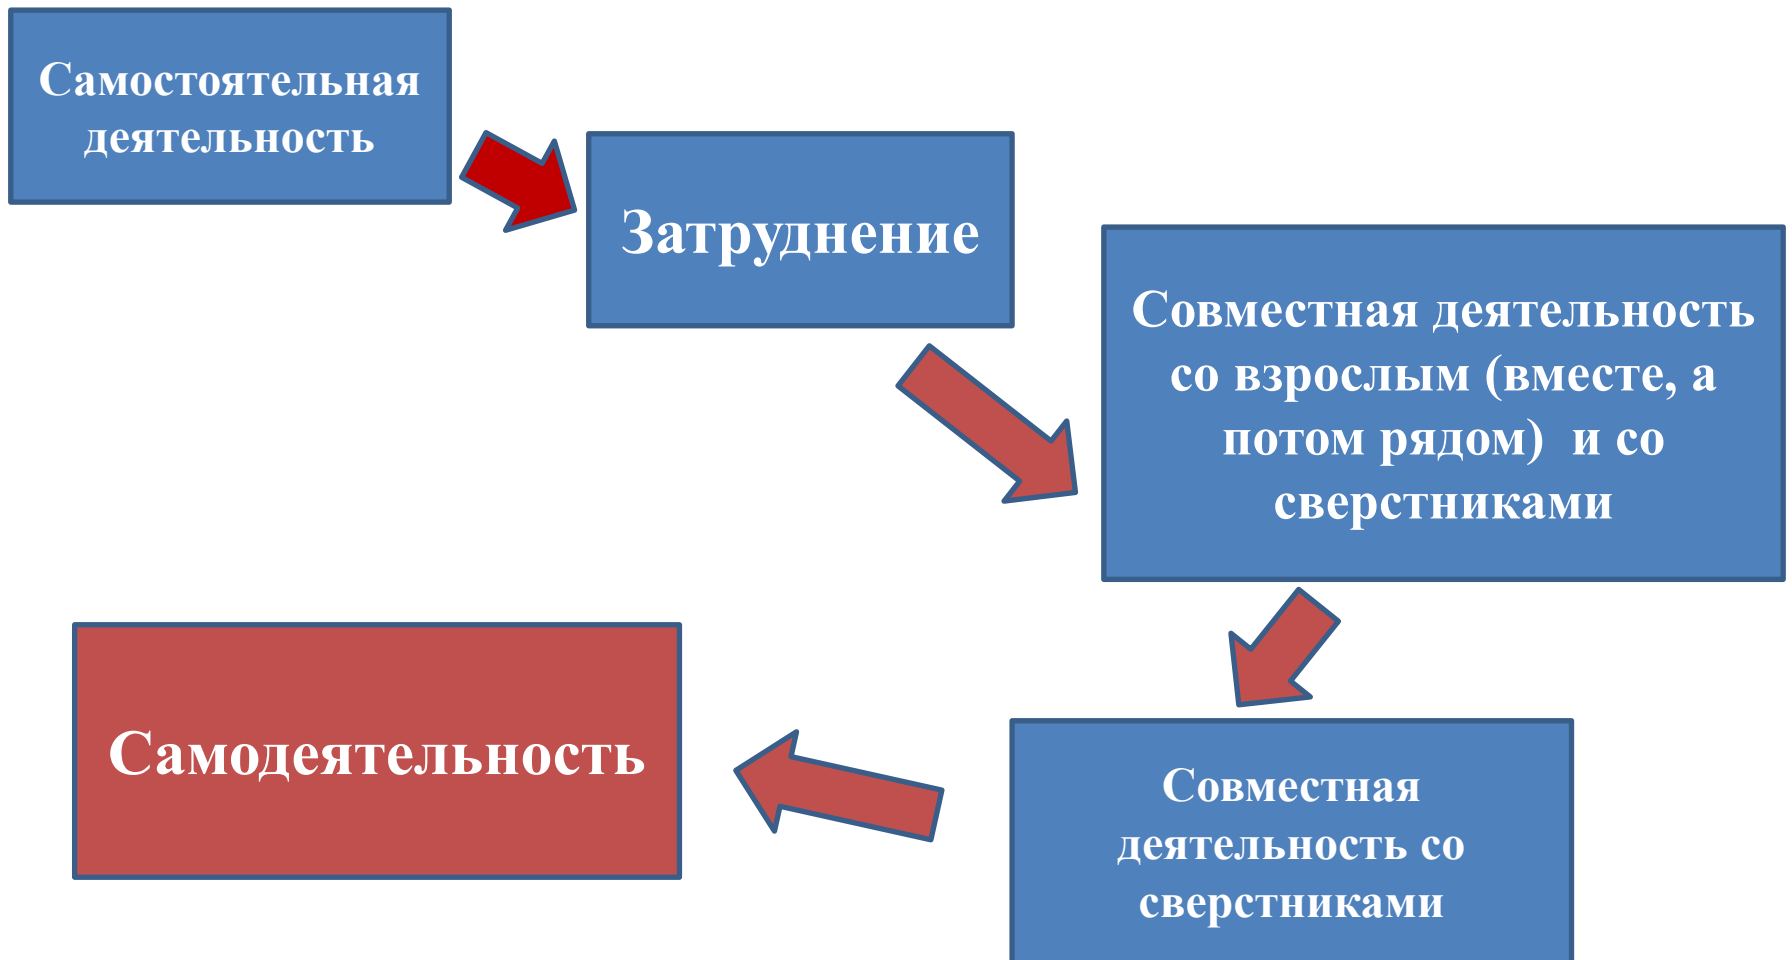 Самостоятельная
деятельность
Затруднение
Совместная деятельность
со взрослым (вместе, а
потом рядом)  и со
сверстниками
Совместная
деятельность со
сверстниками
Самодеятельность